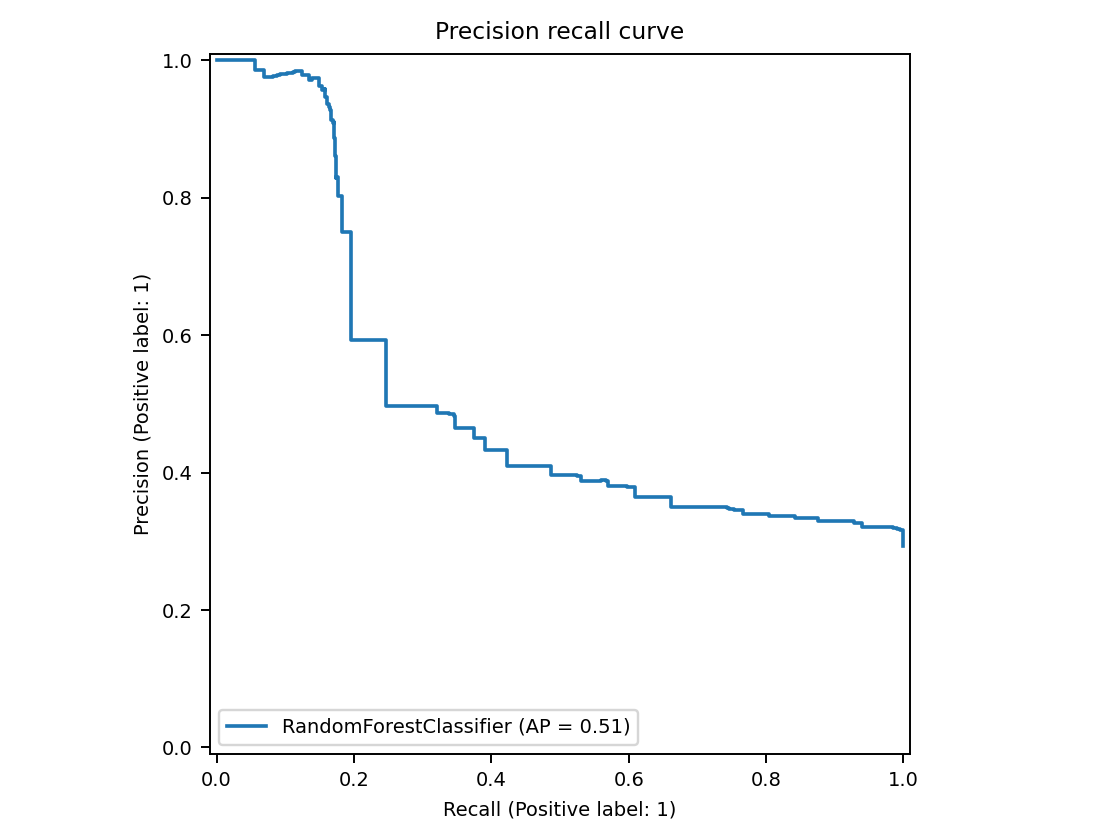 Precision recall curve
1.0
0.8
0.6
0.4
0.2
0.0
Precision (Positive label: 1)
RandomForestClassifier (AP = 0.51)
0.0 0.2 0.4 0.6 0.8 1.0
Recall (Positive label: 1)